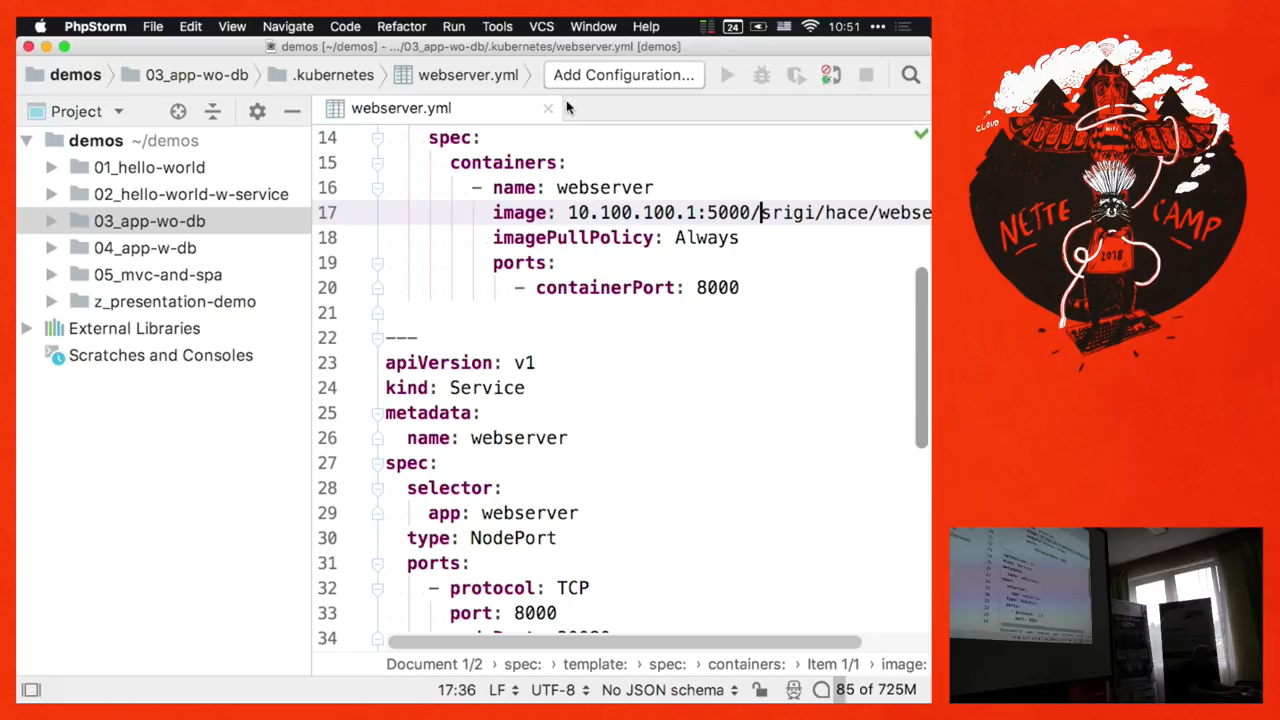 PhpStorm File Edit View Navigate Code Refactor Run Tools VCS Window Help 24 10:51
demos [~/demos] - .../03_app-wo-db/.kubernetes/webserver.yml [demos]
demos 03_app-wo-db .kubernetes webserver.yml Add Configuration...
Project
webserver.yml
demos ~/demos
01_hello-world
02_hello-world-w-service
03_app-wo-db
04_app-w-db
05_mvc-and-spa
z_presentation-demo
External Libraries
Scratches and Consoles
14 spec:
15 containers:
16 - name: webserver
17 image: 10.100.100.1:5000/srigi/hace/webse
18 imagePullPolicy: Always
19 ports:
20 - containerPort: 8000
21
22 ---
23 apiVersion: v1
24 kind: Service
25 metadata:
26 name: webserver
27 spec:
28 selector:
29 app: webserver
30 type: NodePort
31 ports:
32 - protocol: TCP
33 port: 8000
34
Document 1/2 spec: template: spec: containers: Item 1/1 image:
17:36 LF UTF-8 No JSON schema 85 of 725M
CLOUD
WiFi
NETTE CAMP
2018